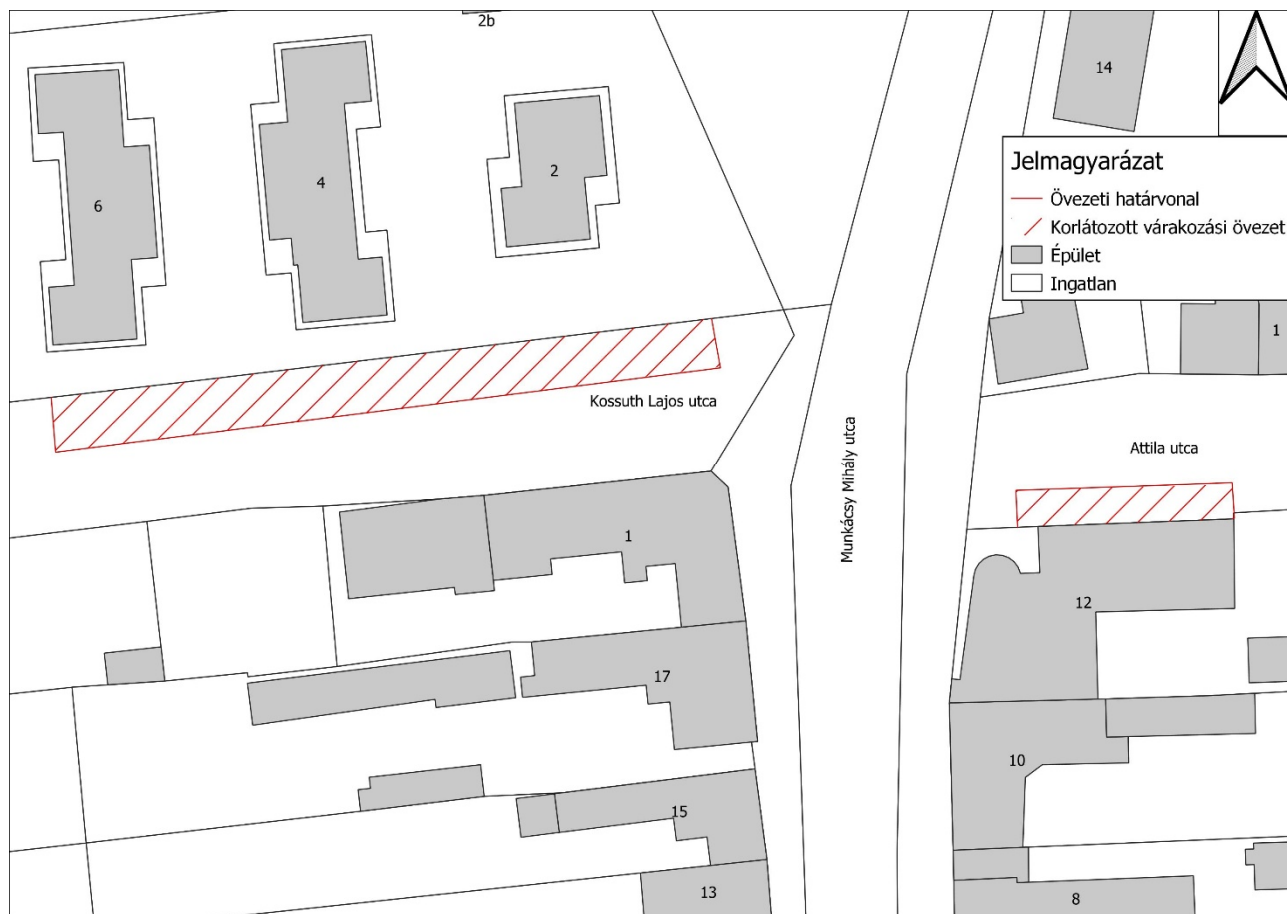 2b
14
Jelmagyarázat
Övezeti határvonal
Korlátozott várakozási övezet
Épület
Ingatlan
6
4
2
1
Kossuth Lajos utca
Munkácsy Mihály utca
Attila utca
1
12
17
10
15
13
8